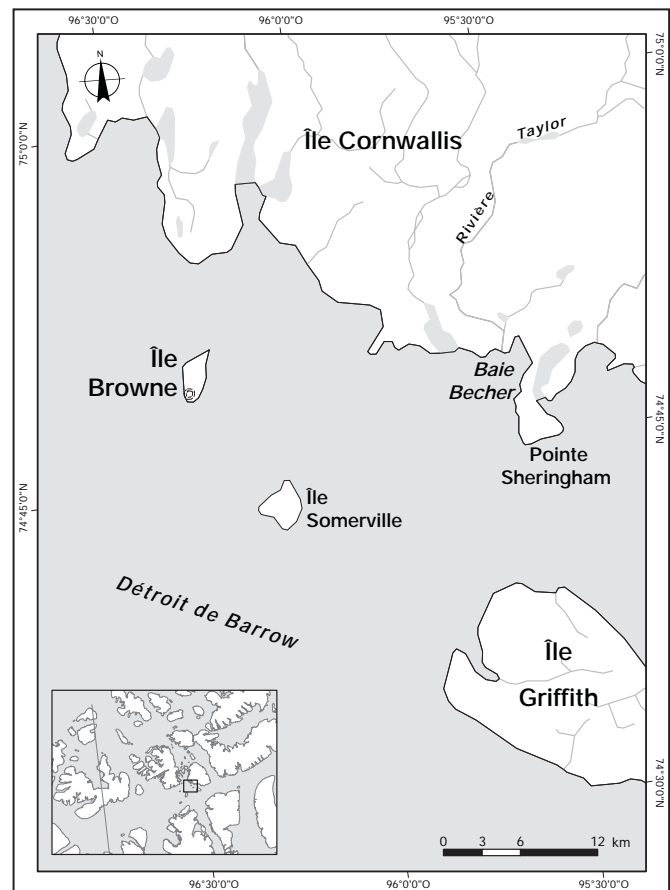 96°30'0"O
96°0'0"O
95°30'0"O
75°0'0"N
75°0'0"N
N
Île Cornwallis
Taylor
Rivière
Île
Browne
Baie
Becher
74°45'0"N
Pointe
Sheringham
74°45'0"N
Île
Somerville
Détroit de Barrow
Île
Griffith
74°30'0"N
0 3 6 12 km
96°30'0"O
96°0'0"O
95°30'0"O